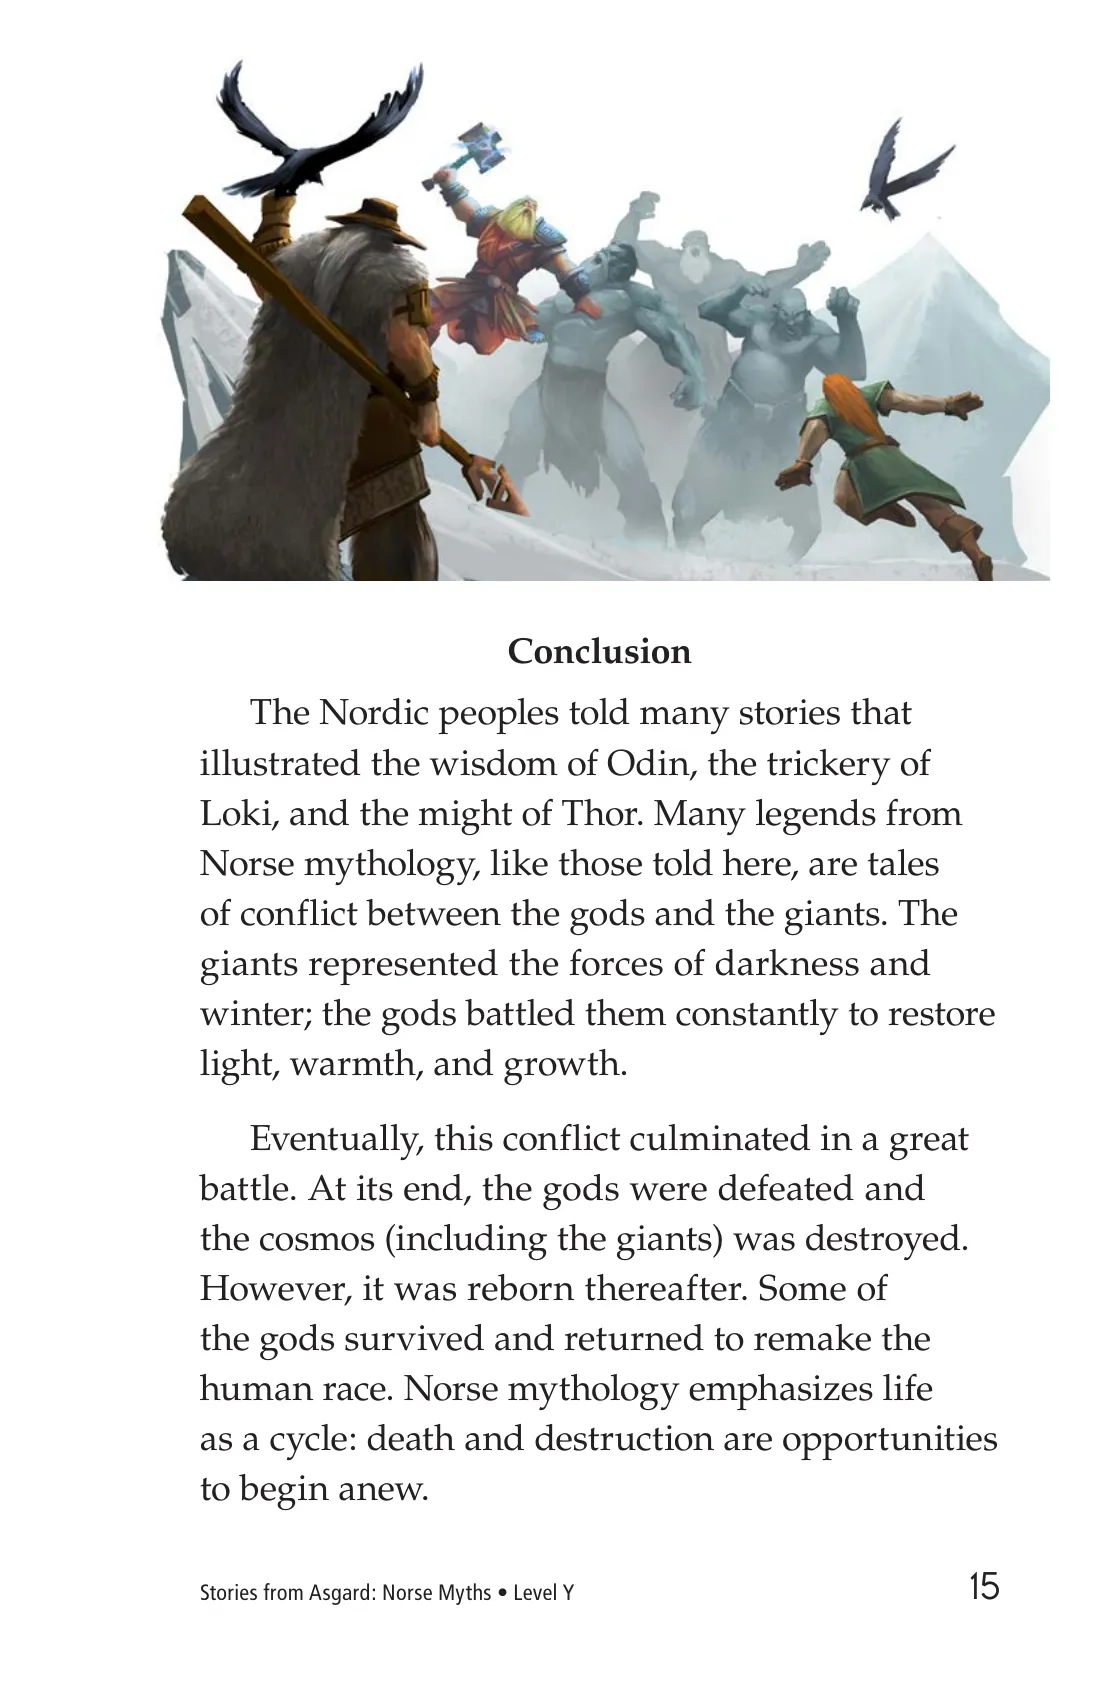 Conclusion
The Nordic peoples told many stories that
illustrated the wisdom of Odin, the trickery of
Loki, and the might of Thor. Many legends from
Norse mythology, like those told here, are tales
of conflict between the gods and the giants. The
giants represented the forces of darkness and
winter; the gods battled them constantly to restore
light, warmth, and growth.
Eventually, this conflict culminated in a great
battle. At its end, the gods were defeated and
the cosmos (including the giants) was destroyed.
However, it was reborn thereafter. Some of
the gods survived and returned to remake the
human race. Norse mythology emphasizes life
as a cycle: death and destruction are opportunities
to begin anew.
Stories from Asgard: Norse Myths • Level Y
15